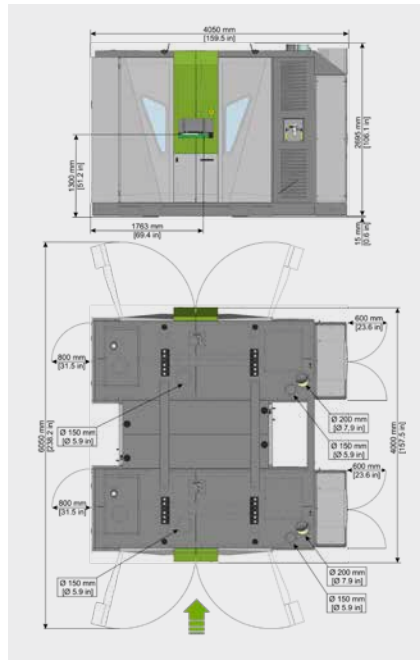 4050 mm
[159.5 in]
2695 mm
[106.1 in]
1300 mm
[51.2 in]
1763 mm
[69.4 in]
15 mm
[0.6 in]
800 mm
[31.5 in]
600 mm
[23.6 in]
Ø 150 mm
[Ø 5.9 in]
Ø 200 mm
[Ø 7.9 in]
Ø 150 mm
[Ø 5.9 in]
6050 mm
[238.2 in]
4000 mm
[157.5 in]
800 mm
[31.5 in]
600 mm
[23.6 in]
Ø 150 mm
[Ø 5.9 in]
Ø 200 mm
[Ø 7.9 in]
Ø 150 mm
[Ø 5.9 in]